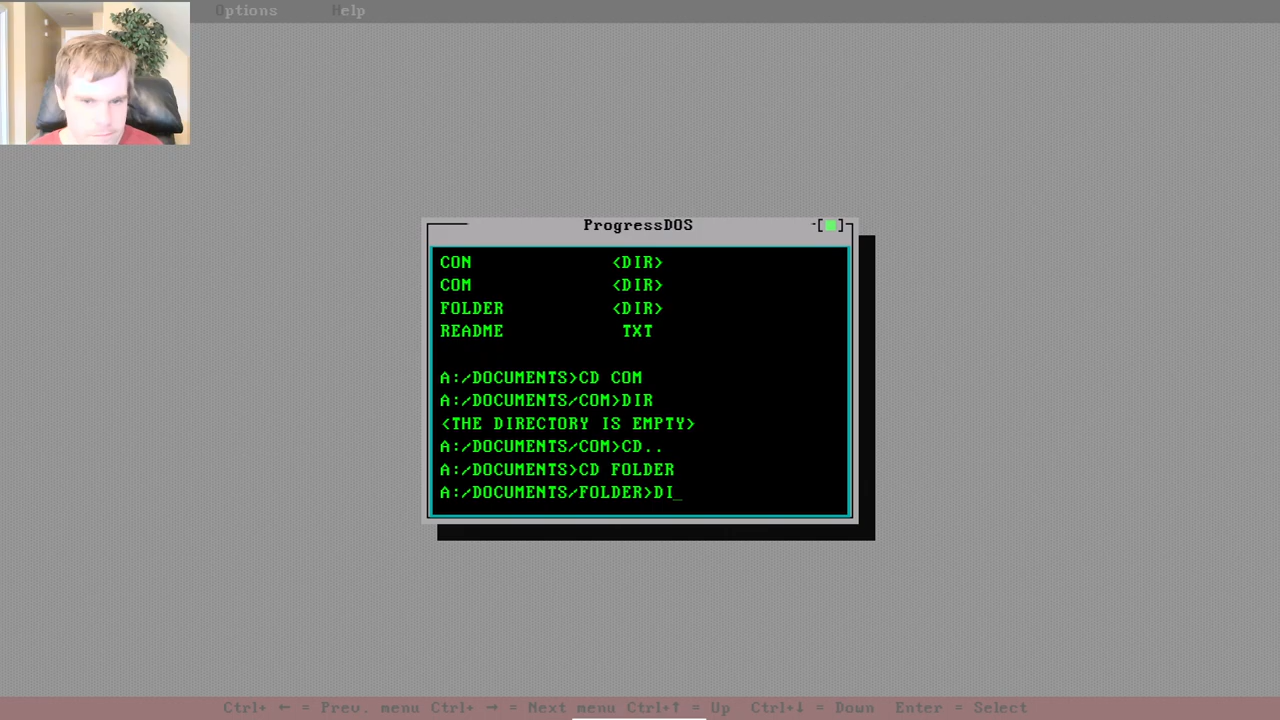 Options Help
ProgressDOS
CON <DIR>
COM <DIR>
FOLDER <DIR>
README TXT
A:/DOCUMENTS>CD COM
A:/DOCUMENTS/COM>DIR
<THE DIRECTORY IS EMPTY>
A:/DOCUMENTS/COM>CD..
A:/DOCUMENTS>CD FOLDER
A:/DOCUMENTS/FOLDER>DI_
Ctrl+ ← = Prev. menu Ctrl+ → = Next menu Ctrl+↑ = Up Ctrl+↓ = Down Enter = Select